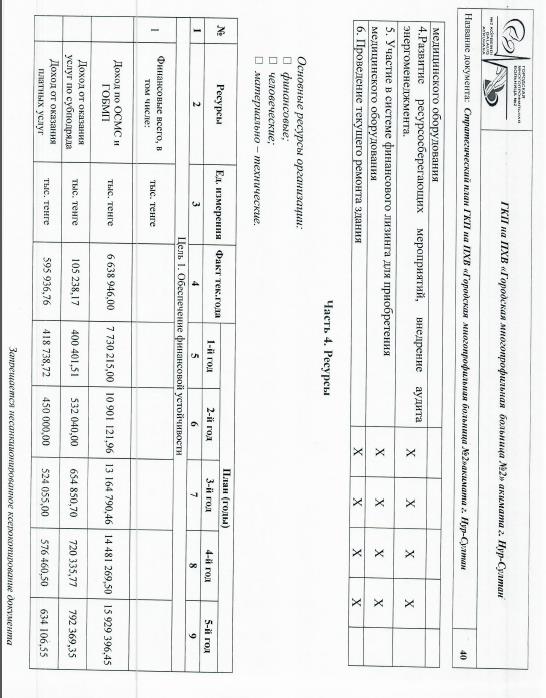 ГОРОДСКАЯ
МНОГОПРОФИЛЬНАЯ
БОЛЬНИЦА №2
№2 КӨПБЕЙІНДІ
QALALIQ
AYRUHANA
ГКП на ПХВ «Городская многопрофильная больница №2» акимата г. Нур-Султан
Название документа: Стратегический план ГКП на ПХВ «Городская многопрофильная больница №2»акимата г. Нур-Султан 40
медицинского оборудования
4.Развитие ресурсосберегающих мероприятий, внедрение аудита
энергоменеджмента. X X X X
5. Участие в системе финансового лизинга для приобретения
медицинского оборудования X X X X
6. Проведение текущего ремонта здания X X X X
Часть 4. Ресурсы
Основные ресурсы организации:
□ финансовые;
□ человеческие;
□ материально – технические.
№ Ресурсы Ед. измерения Факт тек.года План (годы)
1-й год 2-й год 3-й год 4-й год 5-й год
1 2 3 4 5 6 7 8 9
Цель 1. Обеспечение финансовой устойчивости
1 Финансовые всего, в
том числе: тыс. тенге
Доход по ОСМС и
ГОБМП тыс. тенге 6 638 946,00 7 730 215,00 10 901 121,96 13 164 790,46 14 481 269,50 15 929 396,45
Доход от оказания
услуг по субподряда тыс. тенге 105 238,17 400 401,51 532 040,00 654 850,70 720 335,77 792 369,35
Доход от оказания
платных услуг тыс. тенге 595 936,76 418 738,72 450 000,00 524 055,00 576 460,50 634 106,55
Запрещается несанкционированное ксерокопирование документа